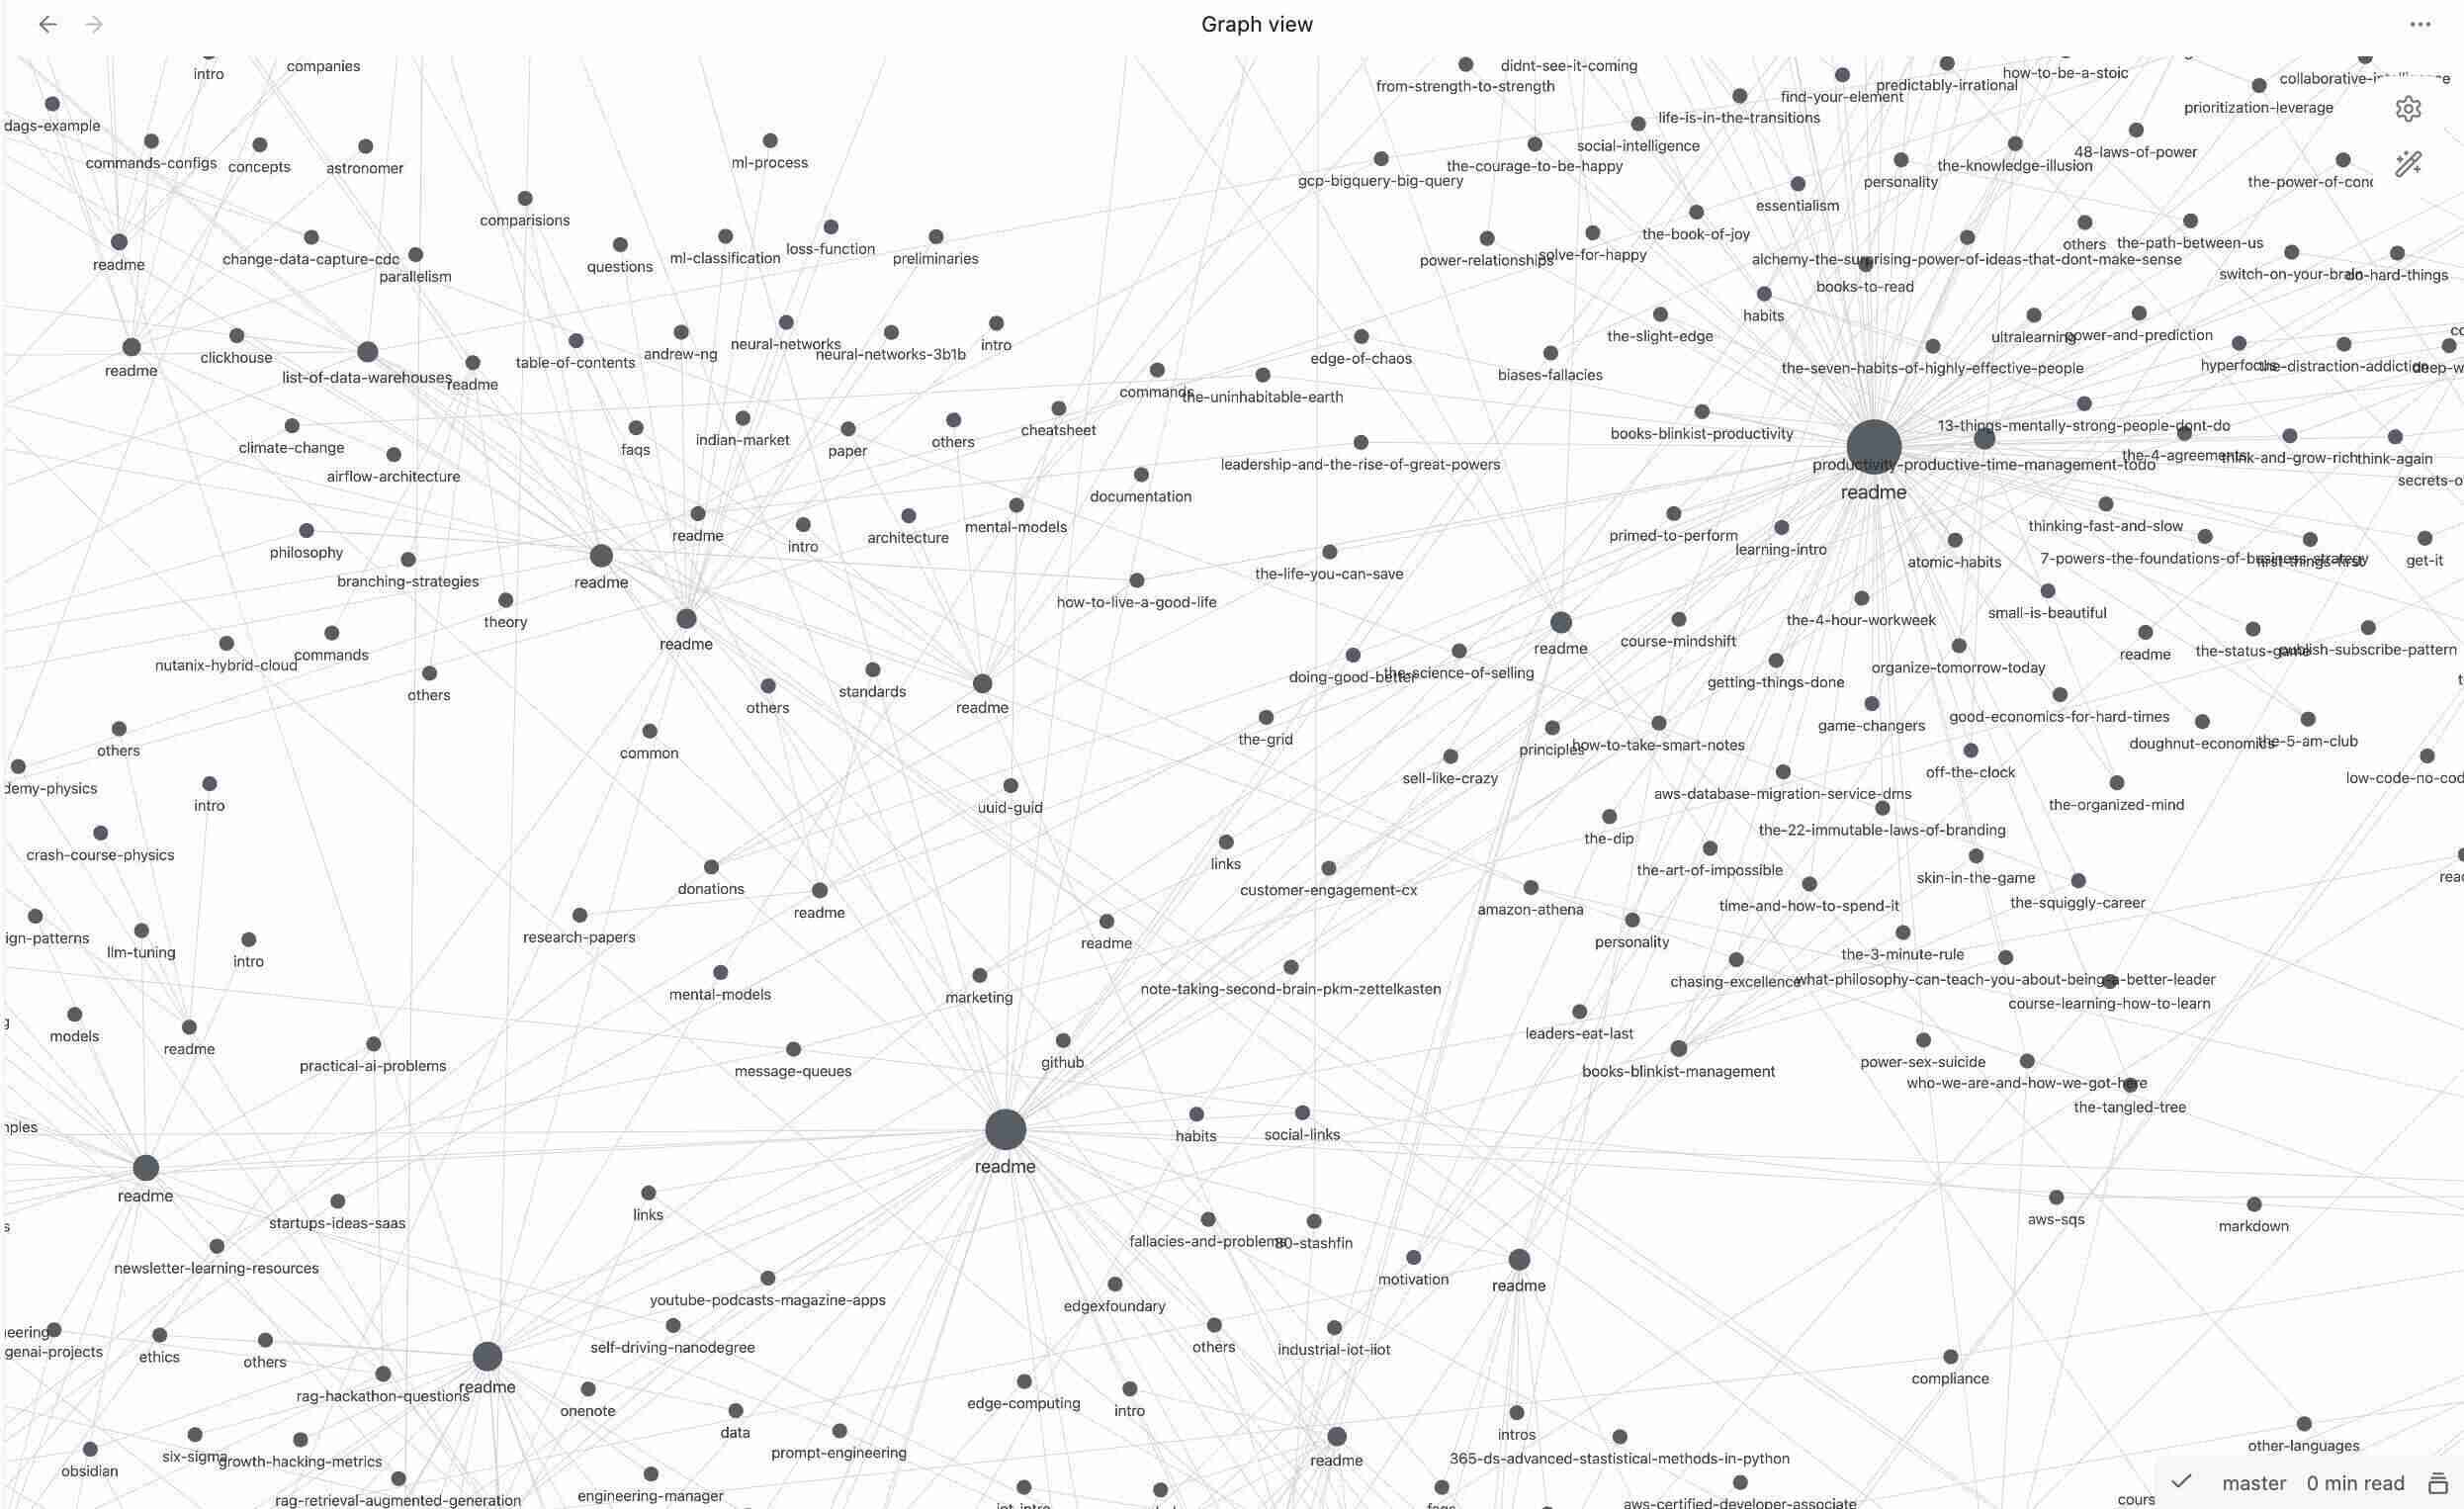 Graph view
intro
companies
didnt-see-it-coming
from-strength-to-strength
predictably-irrational
how-to-be-a-stoic
find-your-element
prioritization-leverage
life-is-in-the-transitions
dags-example
commands-configs
concepts
astronomer
ml-process
social-intelligence
the-courage-to-be-happy
gcp-bigquery-big-query
the-knowledge-illusion
48-laws-of-power
personality
essentialism
comparisions
the-book-of-joy
others
the-path-between-us
readme
change-data-capture-cdc
parallelism
questions
ml-classification
loss-function
preliminaries
power-relationships
solve-for-happy
alchemy-the-surprising-power-of-ideas-that-dont-make-sense
switch-on-your-brain
do-hard-things
books-to-read
habits
the-slight-edge
ultralearning
power-and-prediction
readme
clickhouse
list-of-data-warehouses
readme
table-of-contents
andrew-ng
neural-networks
neural-networks-3b1b
intro
edge-of-chaos
biases-fallacies
the-seven-habits-of-highly-effective-people
hyperfocus
the-distraction-addiction
commands
the-uninhabitable-earth
climate-change
airflow-architecture
faqs
indian-market
paper
others
cheatsheet
books-blinkist-productivity
13-things-mentally-strong-people-dont-do
the-4-agreements
think-and-grow-rich
think-again
leadership-and-the-rise-of-great-powers
productivity-productive-time-management-todo
readme
documentation
philosophy
branching-strategies
readme
intro
architecture
mental-models
primed-to-perform
learning-intro
thinking-fast-and-slow
atomic-habits
7-powers-the-foundations-of-business-strategy
first-things-first
get-it
the-life-you-can-save
how-to-live-a-good-life
readme
theory
readme
small-is-beautiful
the-4-hour-workweek
nutanix-hybrid-cloud
commands
others
readme
course-mindshift
organize-tomorrow-today
readme
the-status-game
publish-subscribe-pattern
doing-good-better
the-science-of-selling
getting-things-done
others
standards
readme
game-changers
good-economics-for-hard-times
others
common
the-grid
principles
how-to-take-smart-notes
doughnut-economics
the-5-am-club
intro
uuid-guid
sell-like-crazy
aws-database-migration-service-dms
off-the-clock
the-organized-mind
crash-course-physics
links
the-dip
the-22-immutable-laws-of-branding
donations
readme
customer-engagement-cx
the-art-of-impossible
skin-in-the-game
amazon-athena
time-and-how-to-spend-it
the-squiggly-career
llm-tuning
intro
research-papers
readme
personality
the-3-minute-rule
mental-models
marketing
note-taking-second-brain-pkm-zettelkasten
chasing-excellence
what-philosophy-can-teach-you-about-being-a-better-leader
course-learning-how-to-learn
models
readme
practical-ai-problems
message-queues
github
leaders-eat-last
books-blinkist-management
power-sex-suicide
who-we-are-and-how-we-got-here
the-tangled-tree
readme
readme
habits
social-links
startups-ideas-saas
links
aws-sqs
markdown
newsletter-learning-resources
fallacies-and-problems
80-stashfin
motivation
readme
youtube-podcasts-magazine-apps
edgexfoundary
genai-projects
ethics
others
self-driving-nanodegree
others
industrial-iot-iiot
rag-hackathon-questions
readme
onenote
edge-computing
intro
compliance
obsidian
six-sigma
growth-hacking-metrics
data
prompt-engineering
readme
intros
365-ds-advanced-stastistical-methods-in-python
other-languages
rag-retrieval-augmented-generation
engineering-manager
iot-intro
faqs
aws-certified-developer-associate
master
0 min read